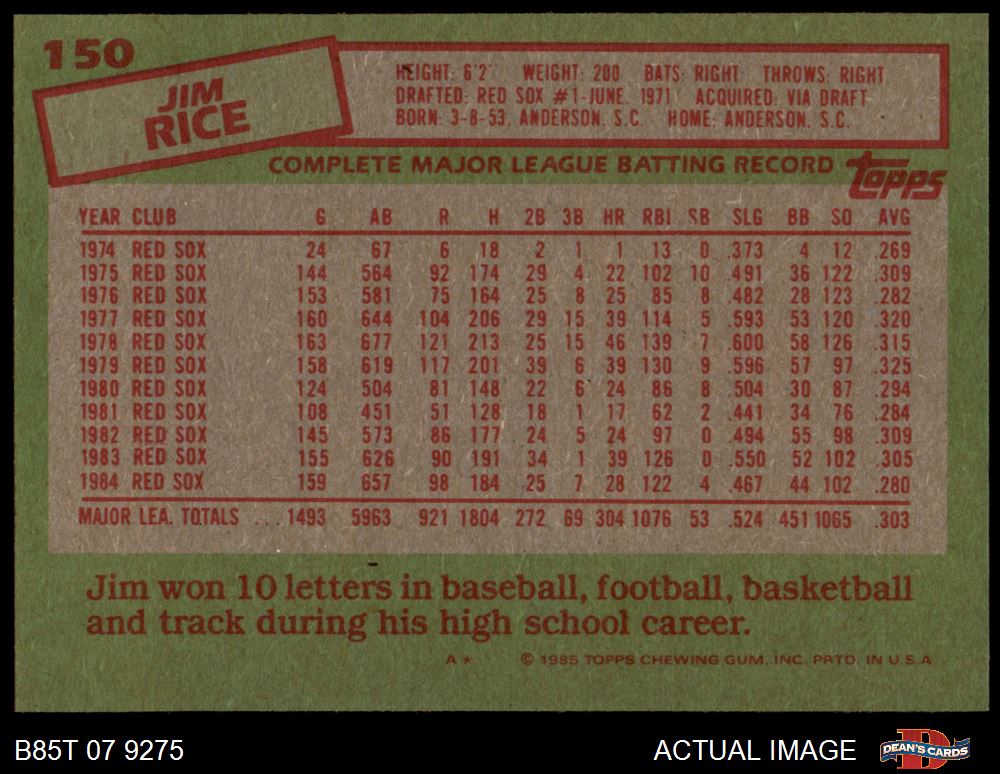 150
JIM
RICE
HEIGHT: 6'2" WEIGHT: 200 BATS: RIGHT THROWS: RIGHT
DRAFTED: RED SOX #1-JUNE, 1971 ACQUIRED: VIA DRAFT
BORN: 3-8-53, ANDERSON, S.C. HOME: ANDERSON, S.C.
COMPLETE MAJOR LEAGUE BATTING RECORD
topps
YEAR CLUB G AB R H 2B 3B HR RBI SB SLG BB SO AVG
1974 RED SOX 24 67 6 18 2 1 1 13 0 .373 4 12 .269
1975 RED SOX 144 564 92 174 29 4 22 102 10 .491 36 122 .309
1976 RED SOX 153 581 75 164 25 8 25 85 8 .482 28 123 .282
1977 RED SOX 160 644 104 206 29 15 39 114 5 .593 53 120 .320
1978 RED SOX 163 677 121 213 25 15 46 139 7 .600 58 126 .315
1979 RED SOX 158 619 117 201 39 6 39 130 9 .596 57 97 .325
1980 RED SOX 124 504 81 148 22 6 24 86 8 .504 30 87 .294
1981 RED SOX 108 451 51 128 18 1 17 62 2 .441 34 76 .284
1982 RED SOX 145 573 86 177 24 5 24 97 0 .494 55 98 .309
1983 RED SOX 155 626 90 191 34 1 39 126 0 .550 52 102 .305
1984 RED SOX 159 657 98 184 25 7 28 122 4 .467 44 102 .280
MAJOR LEA. TOTALS ... 1493 5963 921 1804 272 69 304 1076 53 .524 451 1065 .303
Jim won 10 letters in baseball, football, basketball
and track during his high school career.
A * © 1985 TOPPS CHEWING GUM, INC. PRTD. IN U.S.A.
B85T 07 9275 ACTUAL IMAGE DEAN'S CARDS